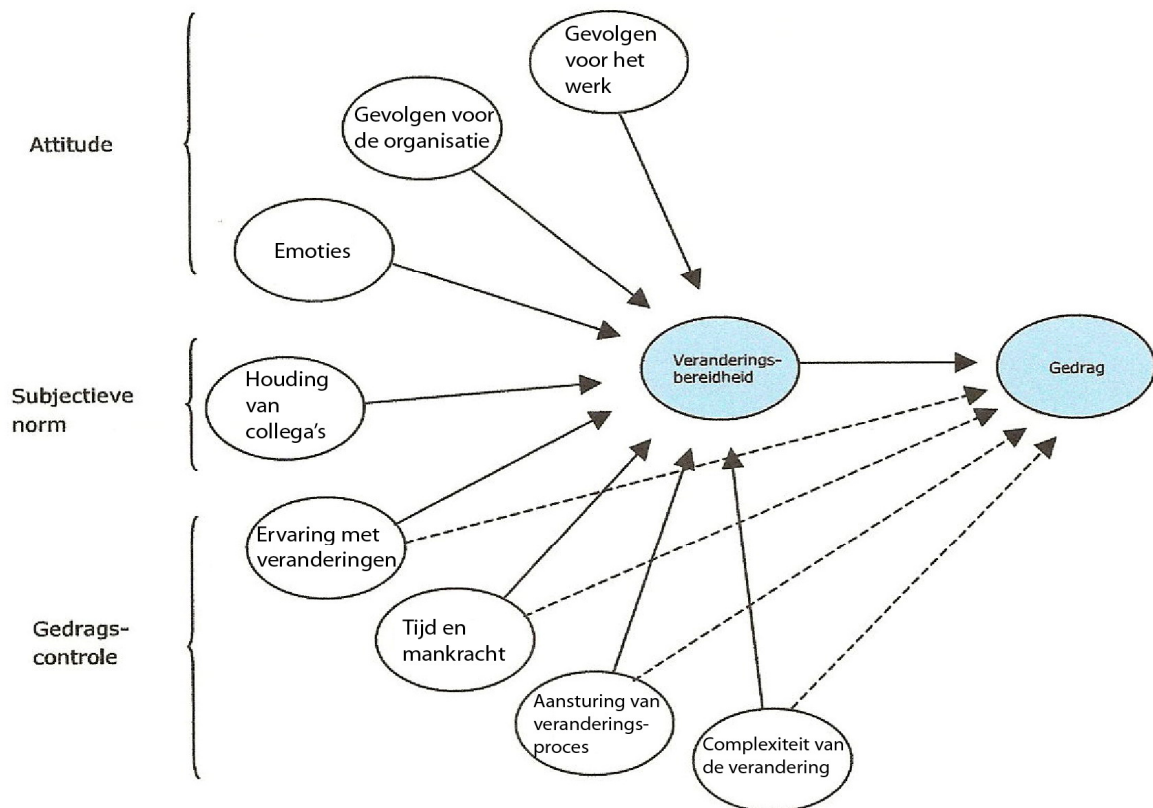 Gevolgen
voor het
werk
Gevolgen voor
de organisatie
Attitude
Emoties
Veranderings-
bereidheid
Gedrag
Subjectieve
norm
Houding
van
collega's
Ervaring met
veranderingen
Gedrags-
controle
Tijd en
mankracht
Aansturing van
veranderings-
proces
Complexiteit van
de verandering